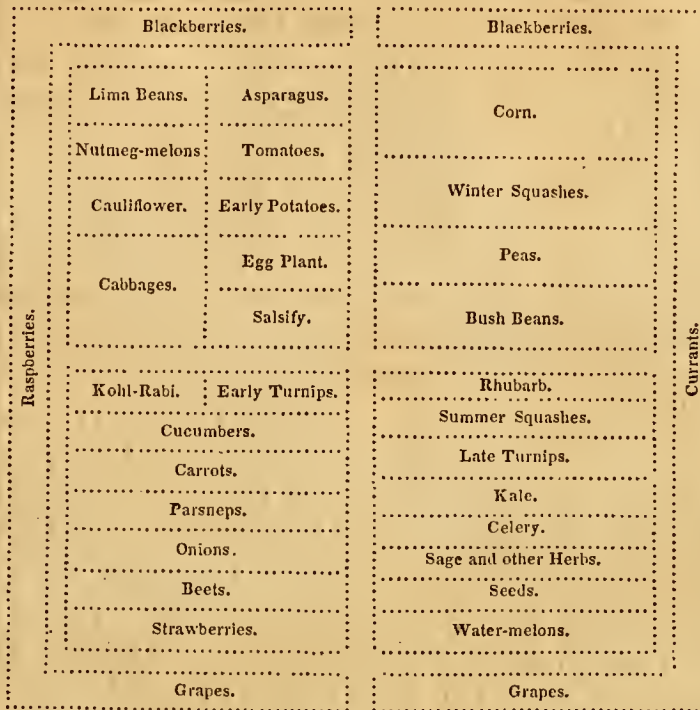 Blackberries.
Blackberries.
Raspberries.
Lima Beans.
Asparagus.
Nutmeg-melons
Tomatoes.
Cauliflower.
Early Potatoes.
Cabbages.
Egg Plant.
Salsify.
Corn.
Winter Squashes.
Peas.
Bush Beans.
Currants.
Kohl-Rabi.
Early Turnips.
Cucumbers.
Carrots.
Parsneps.
Onions.
Beets.
Strawberries.
Rhubarb.
Summer Squashes.
Late Turnips.
Kale.
Celery.
Sage and other Herbs.
Seeds.
Water-melons.
Grapes.
Grapes.